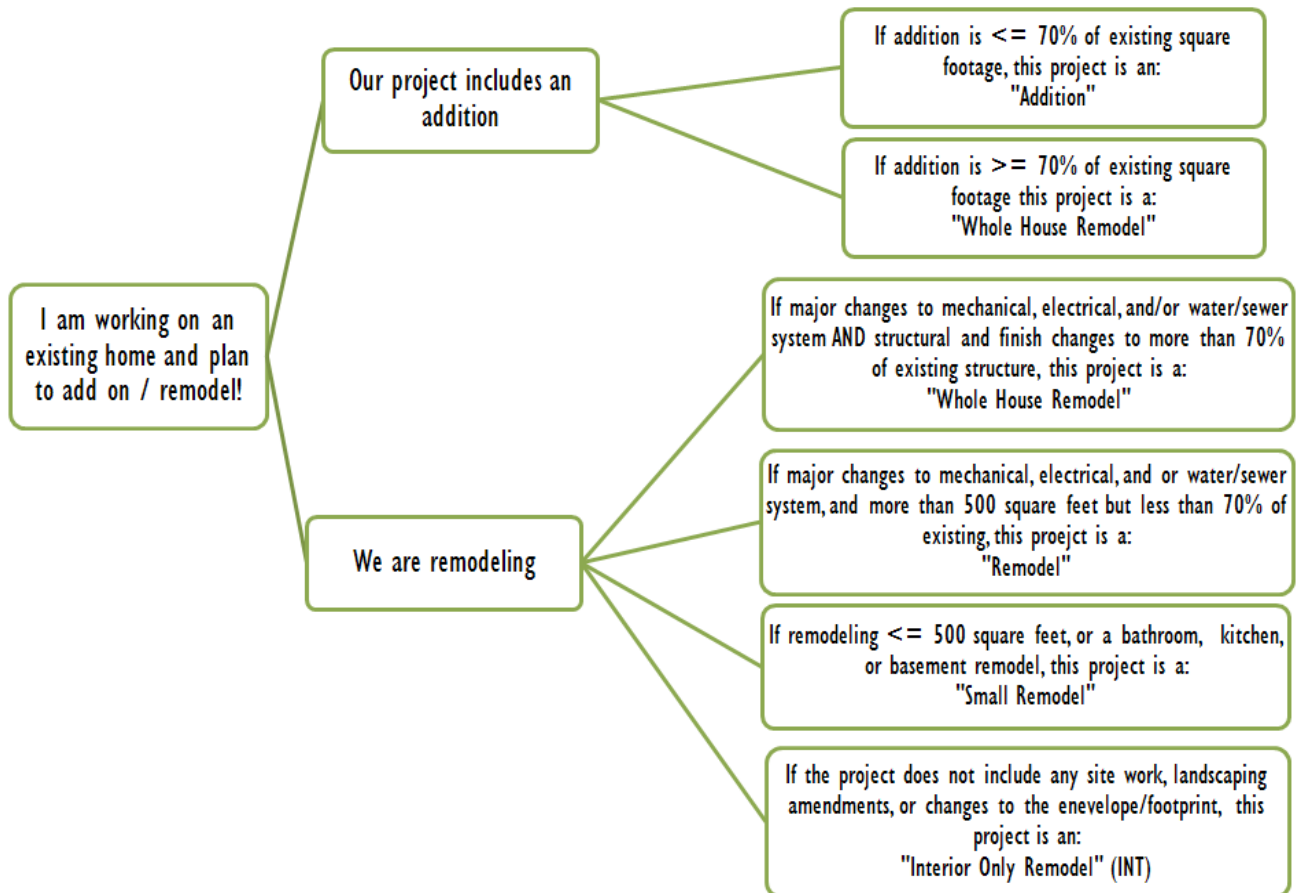 I am working on an
existing home and plan
to add on / remodel!
Our project includes an
addition
If addition is <= 70% of existing square
footage, this project is an:
"Addition"
If addition is >= 70% of existing square
footage this project is a:
"Whole House Remodel"
We are remodeling
If major changes to mechanical, electrical, and/or water/sewer
system AND structural and finish changes to more than 70%
of existing structure, this project is a:
"Whole House Remodel"
If major changes to mechanical, electrical, and or water/sewer
system, and more than 500 square feet but less than 70% of
existing, this proejct is a:
"Remodel"
If remodeling <= 500 square feet, or a bathroom, kitchen,
or basement remodel, this project is a:
"Small Remodel"
If the project does not include any site work, landscaping
amendments, or changes to the enevelope/footprint, this
project is an:
"Interior Only Remodel" (INT)